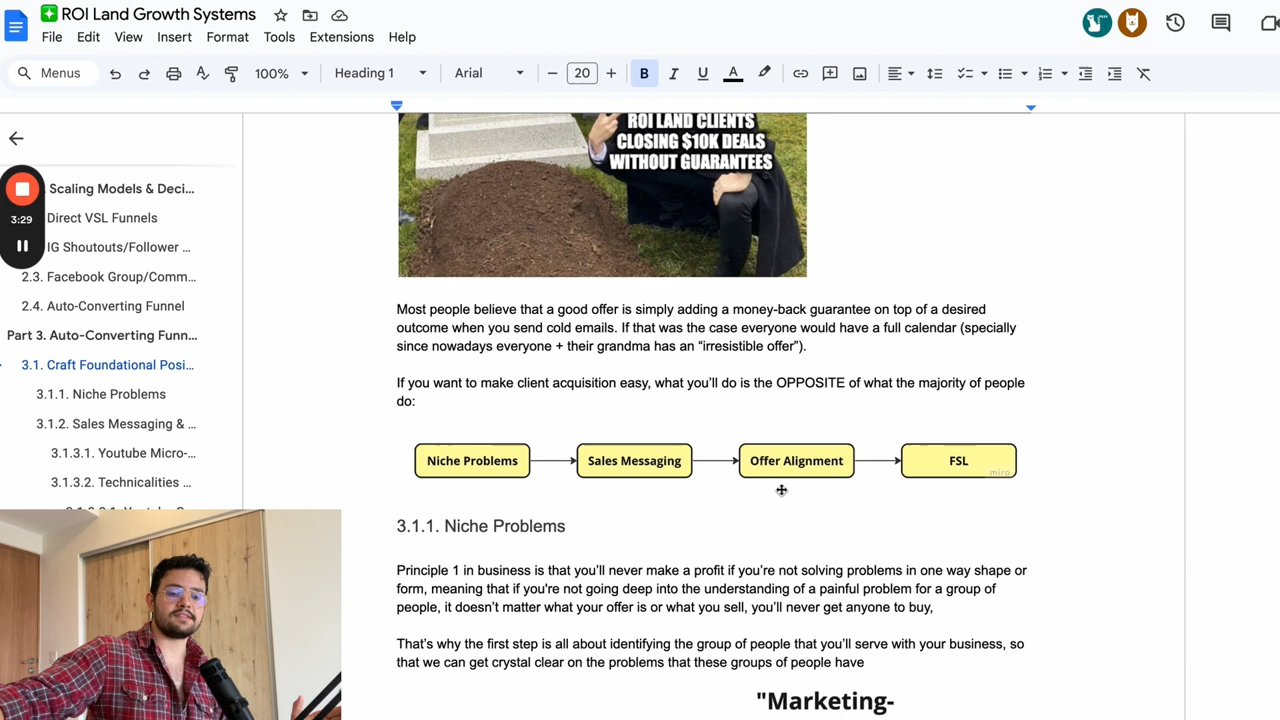 ROI Land Growth Systems
File Edit View Insert Format Tools Extensions Help
Menus 100% Heading 1 Arial 20 B I U A
Scaling Models & Deci...
Direct VSL Funnels
IG Shoutouts/Follower ...
2.3. Facebook Group/Comm...
2.4. Auto-Converting Funnel
Part 3. Auto-Converting Funn...
3.1. Craft Foundational Posi...
3.1.1. Niche Problems
3.1.2. Sales Messaging & ...
3.1.3.1. Youtube Micro-...
3.1.3.2. Technicalities ...
3:29
ROI LAND CLIENTS
CLOSING $10K DEALS
WITHOUT GUARANTEES
Most people believe that a good offer is simply adding a money-back guarantee on top of a desired
outcome when you send cold emails. If that was the case everyone would have a full calendar (specially
since nowadays everyone + their grandma has an “irresistible offer”).
If you want to make client acquisition easy, what you’ll do is the OPPOSITE of what the majority of people
do:
Niche Problems Sales Messaging Offer Alignment FSL
miro
3.1.1. Niche Problems
Principle 1 in business is that you’ll never make a profit if you’re not solving problems in one way shape or
form, meaning that if you're not going deep into the understanding of a painful problem for a group of
people, it doesn’t matter what your offer is or what you sell, you’ll never get anyone to buy,
That’s why the first step is all about identifying the group of people that you’ll serve with your business, so
that we can get crystal clear on the problems that these groups of people have
"Marketing-